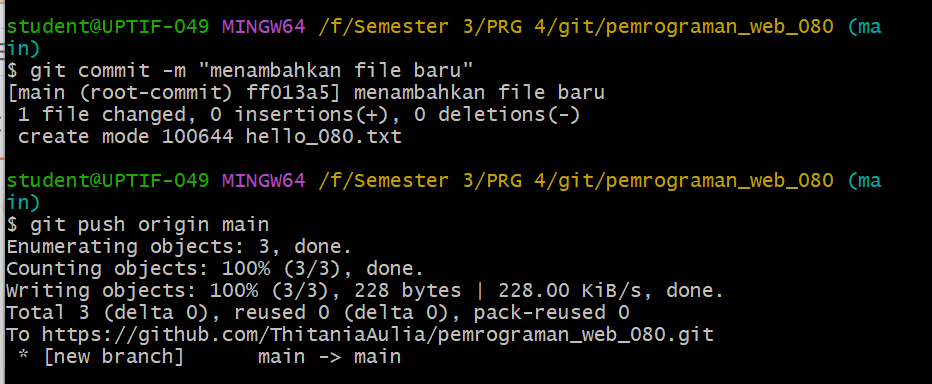 student@UPTIF-049 MINGW64 /f/Semester 3/PRG 4/git/pemrograman_web_080 (ma
in)
$ git commit -m "menambahkan file baru"
[main (root-commit) ff013a5] menambahkan file baru
 1 file changed, 0 insertions(+), 0 deletions(-)
 create mode 100644 hello_080.txt

student@UPTIF-049 MINGW64 /f/Semester 3/PRG 4/git/pemrograman_web_080 (ma
in)
$ git push origin main
Enumerating objects: 3, done.
Counting objects: 100% (3/3), done.
Writing objects: 100% (3/3), 228 bytes | 228.00 KiB/s, done.
Total 3 (delta 0), reused 0 (delta 0), pack-reused 0
To https://github.com/ThitaniaAulia/pemrograman_web_080.git
 * [new branch]      main -> main